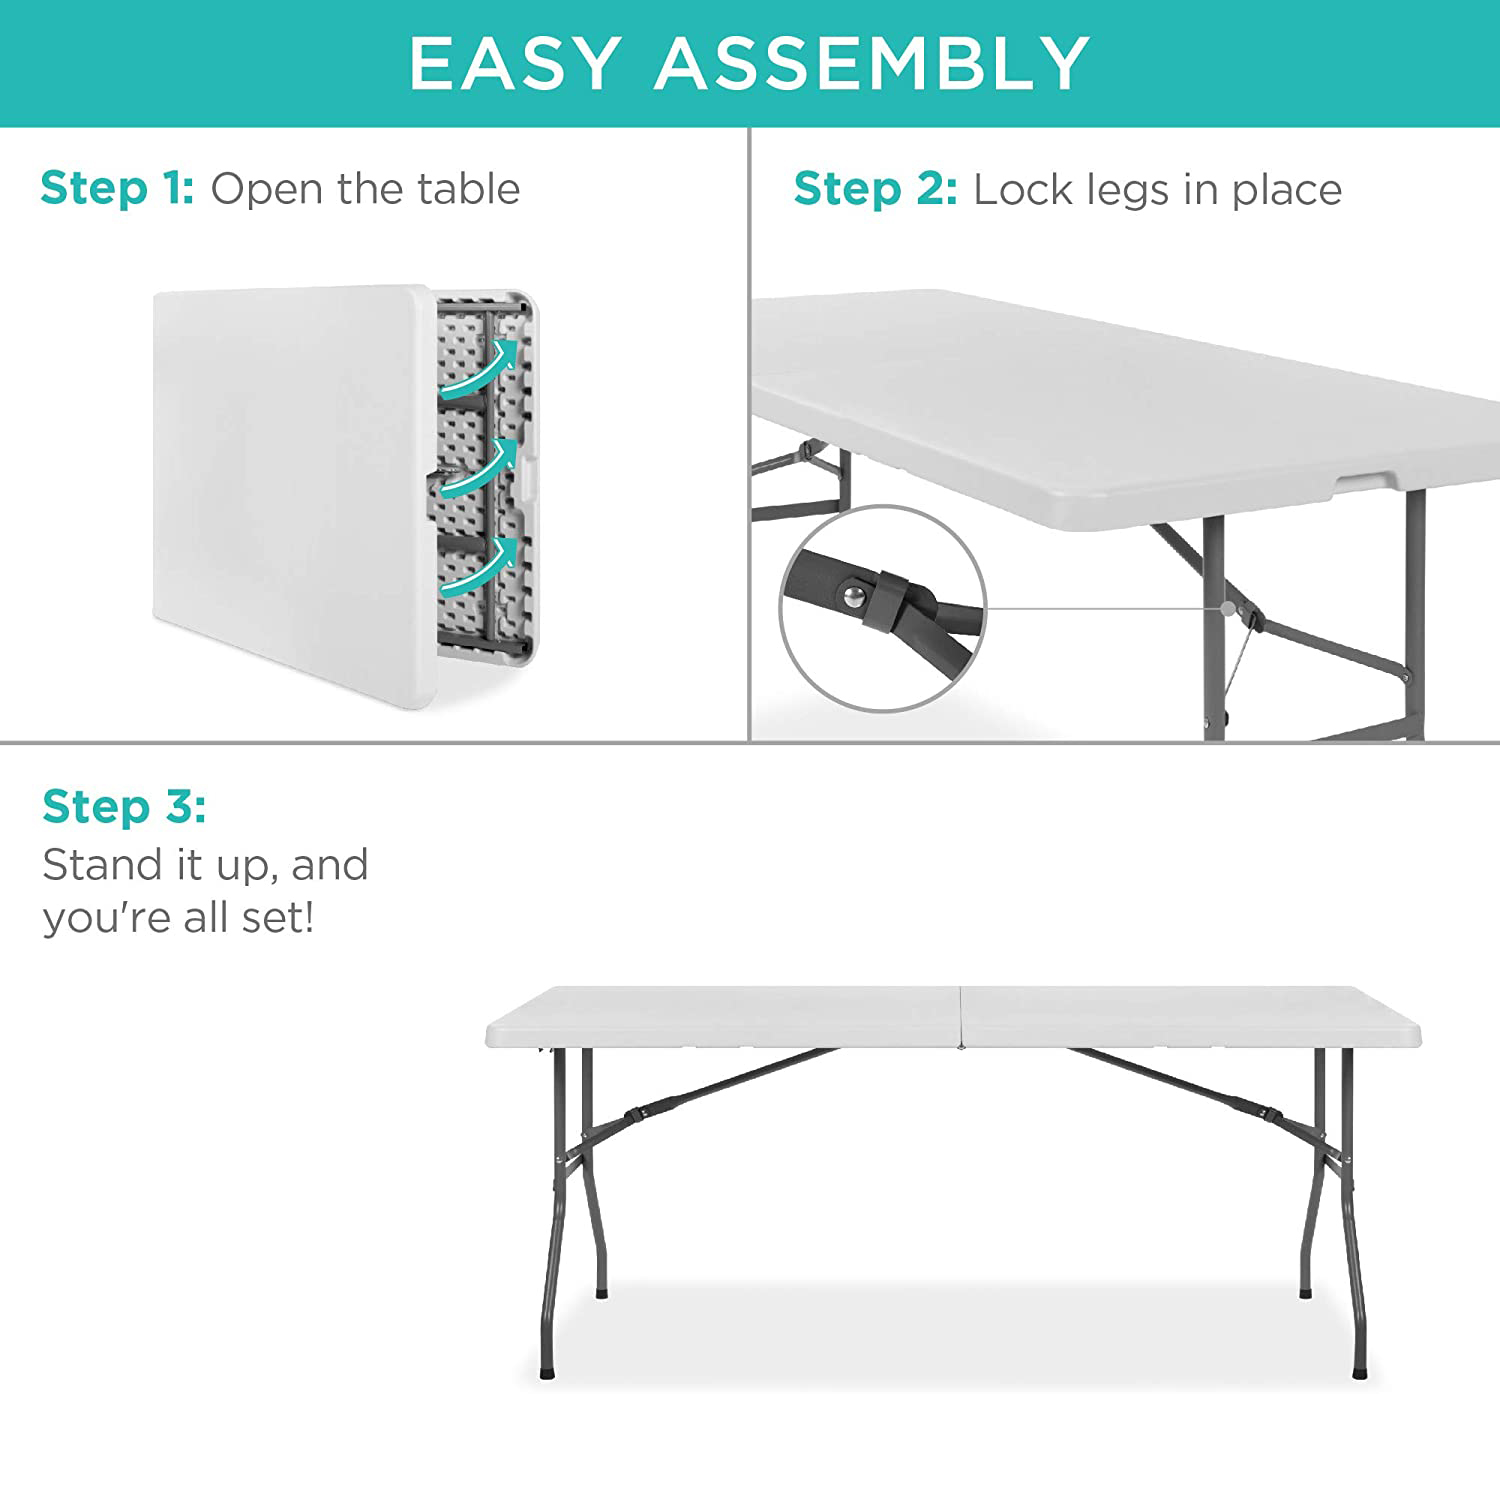 EASY ASSEMBLY
Step 1: Open the table
Step 2: Lock legs in place
Step 3:
Stand it up, and
you're all set!